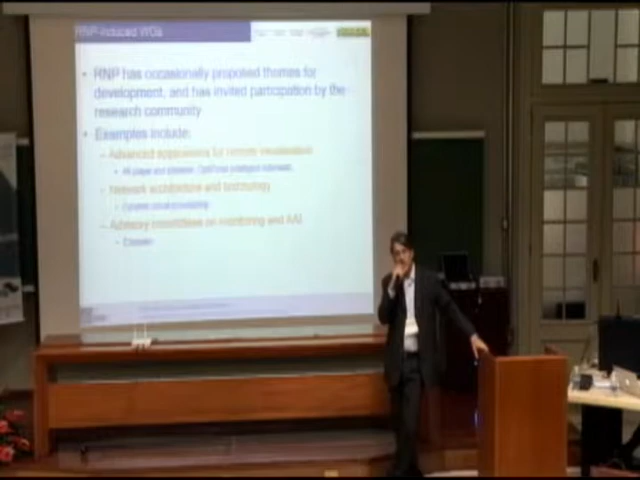 RNP-induced WGs
• RNP has occasionally proposed themes for
development, and has invited participation by the
research community
• Examples include:
– Advanced applications for remote visualization
– Network architecture and technology
– Advisory committees on monitoring and AAI